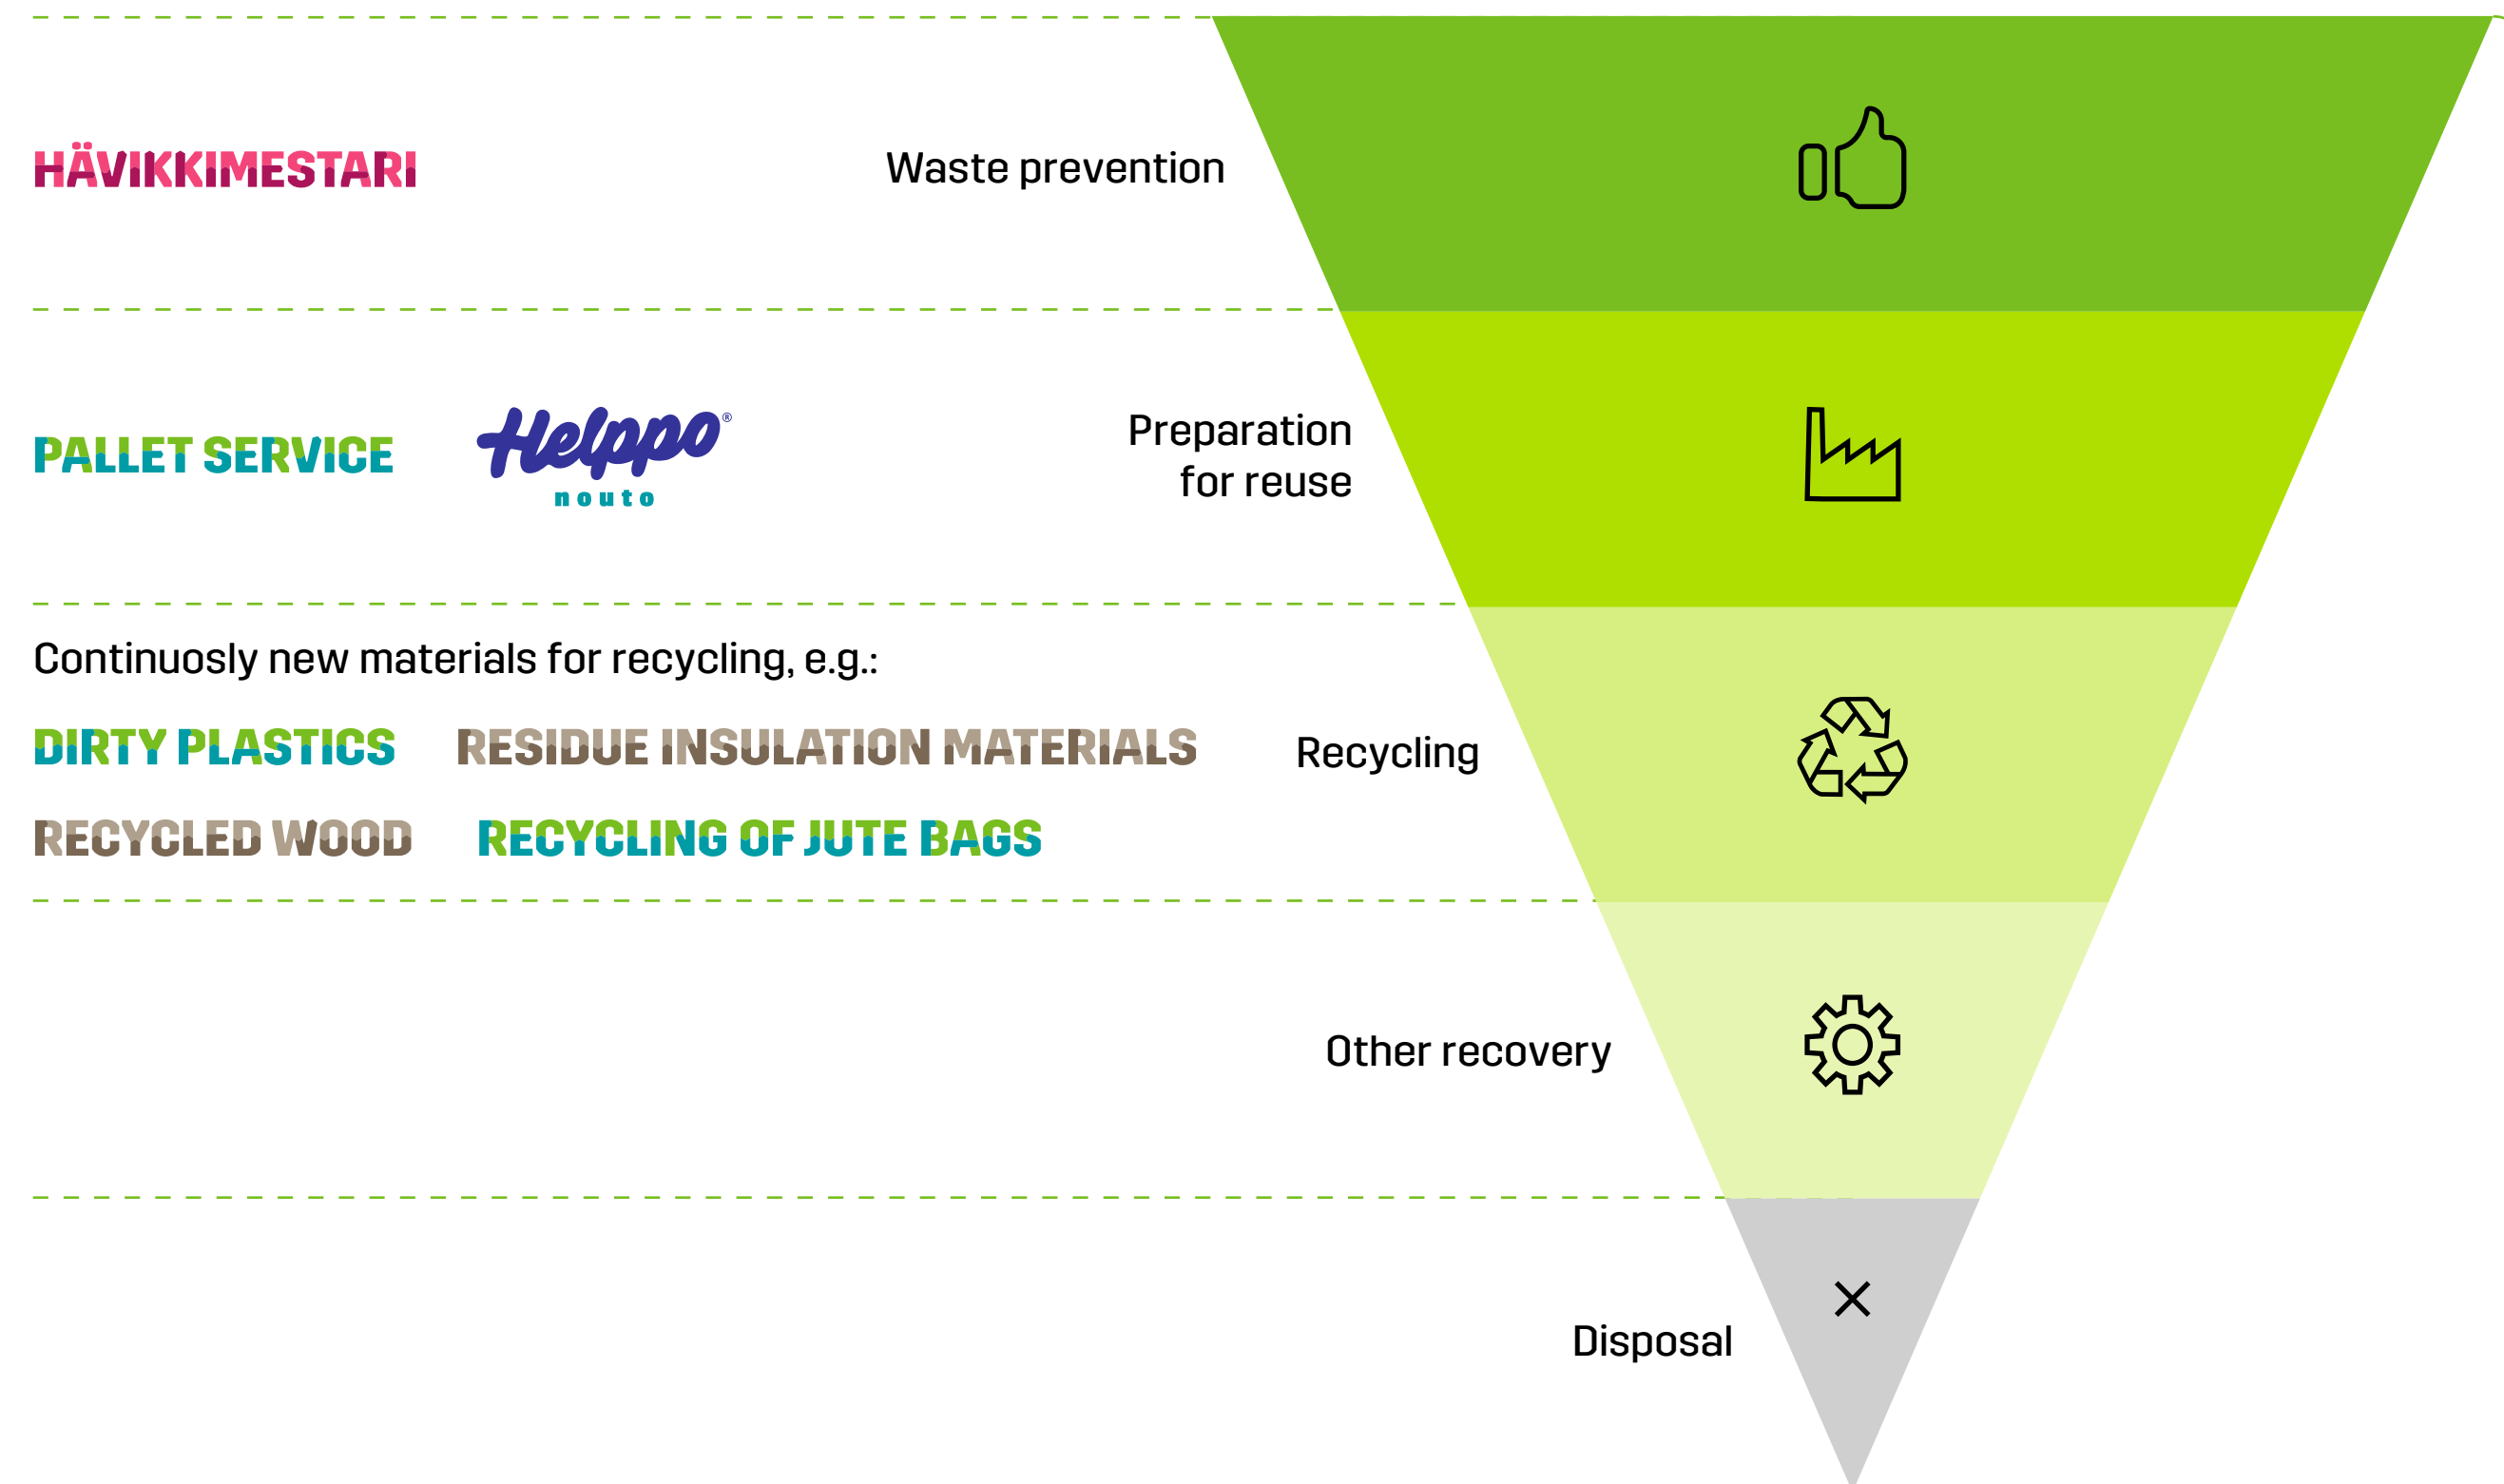 HÄVIKKIMESTARI
Waste prevention
PALLET SERVICE
Helppo®
nouto
Preparation
for reuse
Continuosly new materials for recycling, e.g.:
DIRTY PLASTICS
RESIDUE INSULATION MATERIALS
RECYCLED WOOD
RECYCLING OF JUTE BAGS
Recycling
Other recovery
Disposal